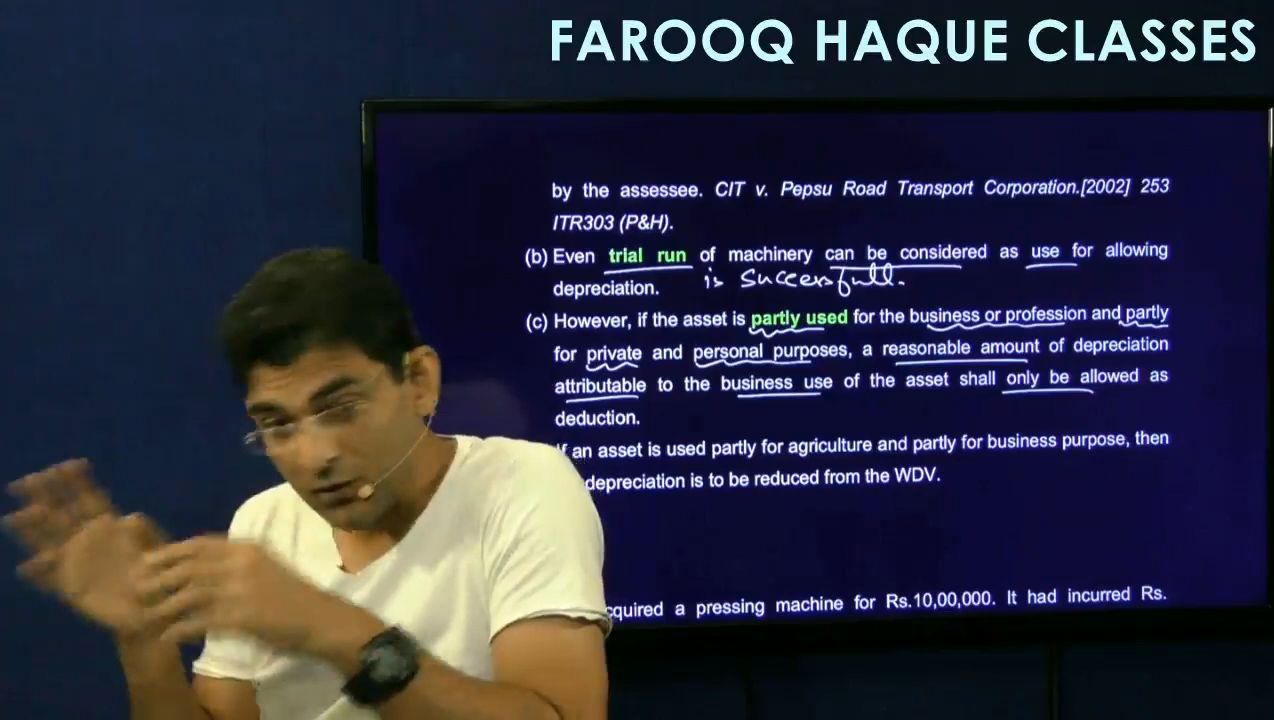 FAROOQ HAQUE CLASSES
by the assessee. CIT v. Pepsu Road Transport Corporation.[2002] 253
ITR303 (P&H).
(b) Even trial run of machinery can be considered as use for allowing
is successfull.
depreciation.
(c) However, if the asset is partly used for the business or profession and partly
for private and personal purposes, a reasonable amount of depreciation
attributable to the business use of the asset shall only be allowed as
deduction.
an asset is used partly for agriculture and partly for business purpose, then
depreciation is to be reduced from the WDV.
a pressing machine for Rs.10,00,000. It had incurred Rs.